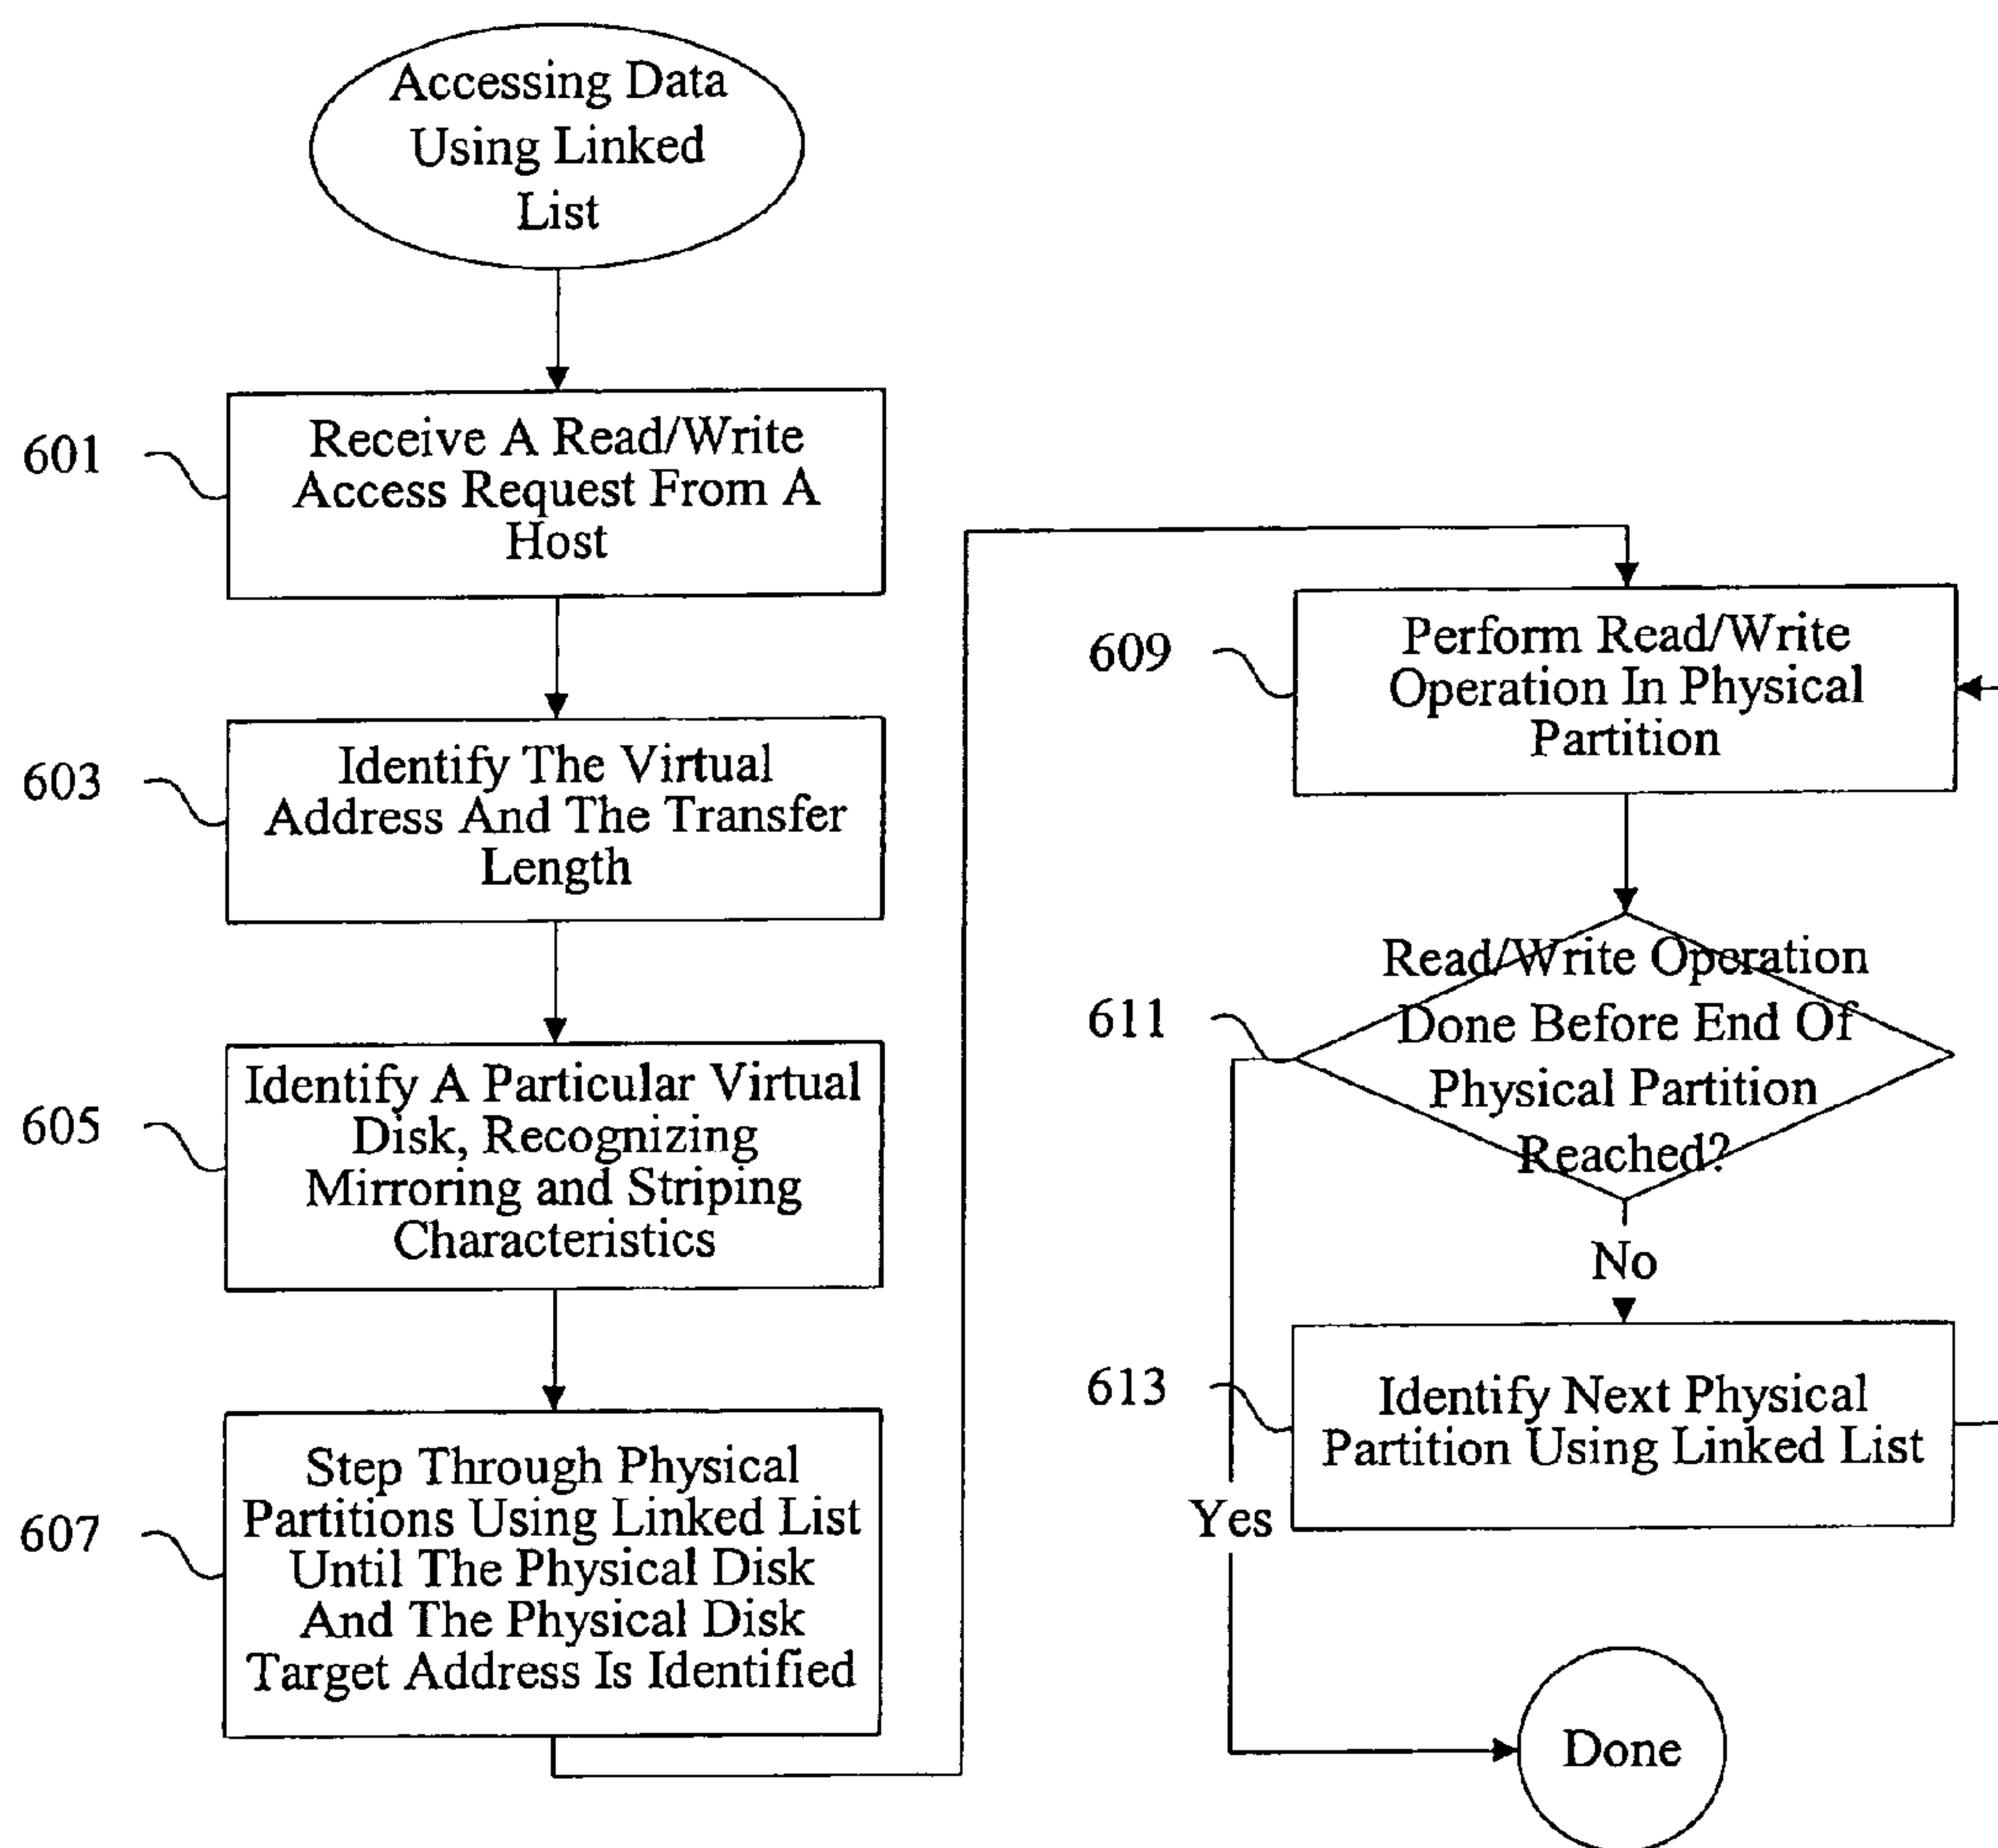 Accessing Data
Using Linked
List
601
Receive A Read/Write
Access Request From A
Host
603
Identify The Virtual
Address And The Transfer
Length
605
Identify A Particular Virtual
Disk, Recognizing
Mirroring and Striping
Characteristics
607
Step Through Physical
Partitions Using Linked List
Until The Physical Disk
And The Physical Disk
Target Address Is Identified
609
Perform Read/Write
Operation In Physical
Partition
611
Read/Write Operation
Done Before End Of
Physical Partition
Reached?
No
613
Identify Next Physical
Partition Using Linked List
Yes
Done